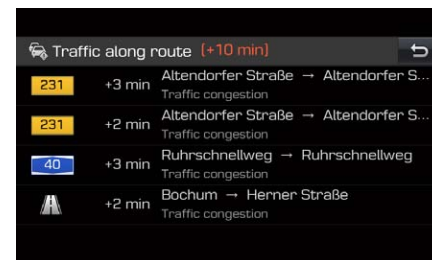 Traffic along route (+10 min)
231 +3 min Altendorfer Straße → Altendorfer S...
Traffic congestion
231 +2 min Altendorfer Straße → Altendorfer S...
Traffic congestion
40 +3 min Ruhrschnellweg → Ruhrschnellweg
Traffic congestion
+2 min Bochum → Herner Straße
Traffic congestion